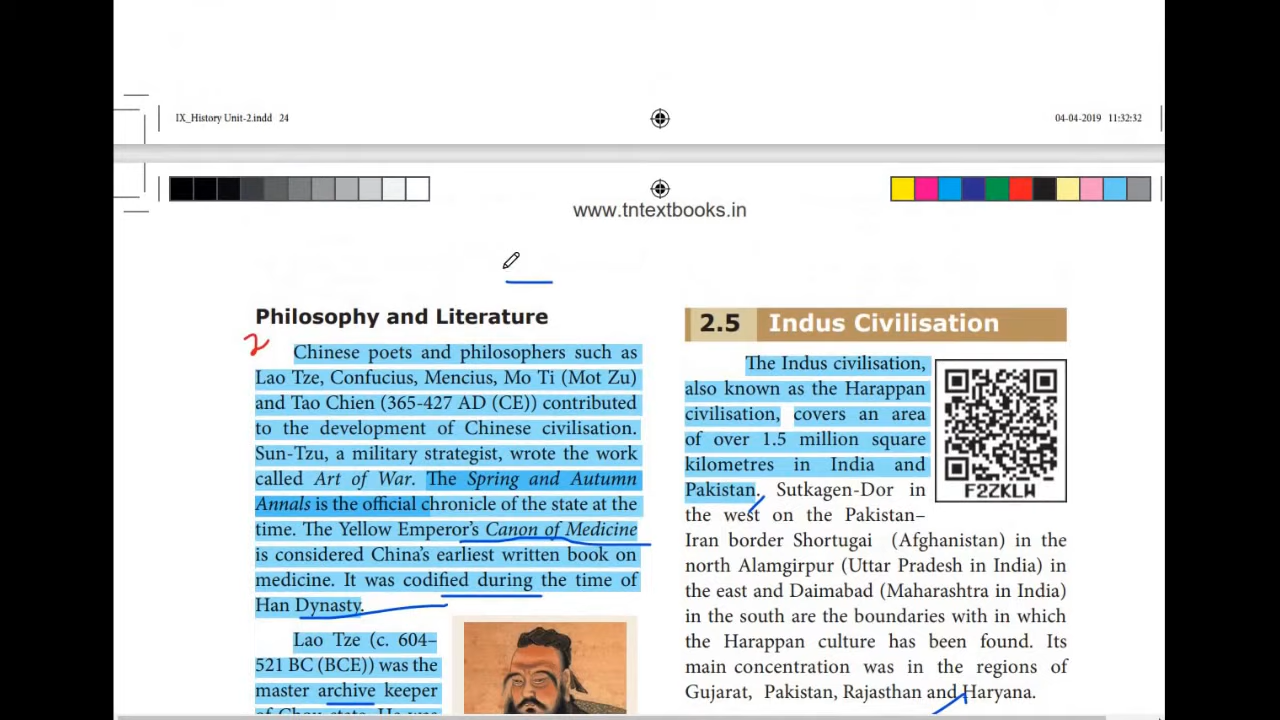 IX_History Unit-2.indd 24
04-04-2019 11:32:32
www.tntextbooks.in
Philosophy and Literature
2
Chinese poets and philosophers such as
Lao Tze, Confucius, Mencius, Mo Ti (Mot Zu)
and Tao Chien (365-427 AD (CE)) contributed
to the development of Chinese civilisation.
Sun-Tzu, a military strategist, wrote the work
called Art of War. The Spring and Autumn
Annals is the official chronicle of the state at the
time. The Yellow Emperor's Canon of Medicine
is considered China's earliest written book on
medicine. It was codified during the time of
Han Dynasty.
Lao Tze (c. 604–
521 BC (BCE)) was the
master archive keeper
of Chou state. He was
2.5 Indus Civilisation
The Indus civilisation,
also known as the Harappan
civilisation, covers an area
of over 1.5 million square
kilometres in India and
Pakistan. Sutkagen-Dor in
the west on the Pakistan–
Iran border Shortugai (Afghanistan) in the
north Alamgirpur (Uttar Pradesh in India) in
the east and Daimabad (Maharashtra in India)
in the south are the boundaries with in which
the Harappan culture has been found. Its
main concentration was in the regions of
Gujarat, Pakistan, Rajasthan and Haryana.
F2ZKLW